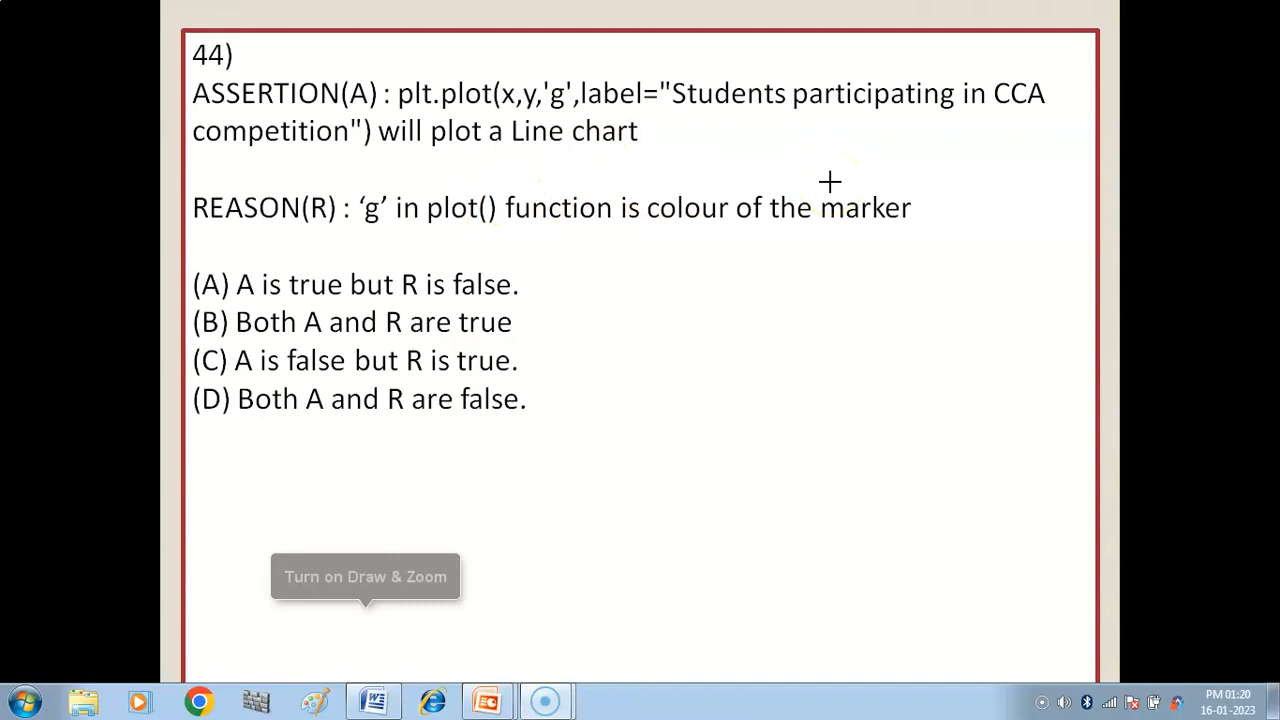 44)
ASSERTION(A) : plt.plot(x,y,'g',label="Students participating in CCA
competition") will plot a Line chart
REASON(R) : ‘g’ in plot() function is colour of the marker
(A) A is true but R is false.
(B) Both A and R are true
(C) A is false but R is true.
(D) Both A and R are false.
Turn on Draw & Zoom
PM 01:20
16-01-2023